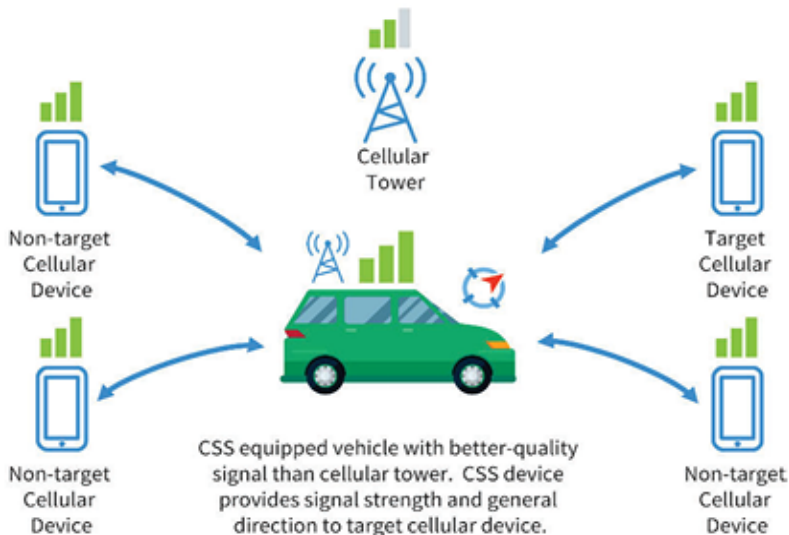 Cellular
Tower
Non-target
Cellular
Device
Target
Cellular
Device
Non-target
Cellular
Device
CSS equipped vehicle with better-quality
signal than cellular tower.  CSS device
provides signal strength and general
direction to target cellular device.
Non-target
Cellular
Device